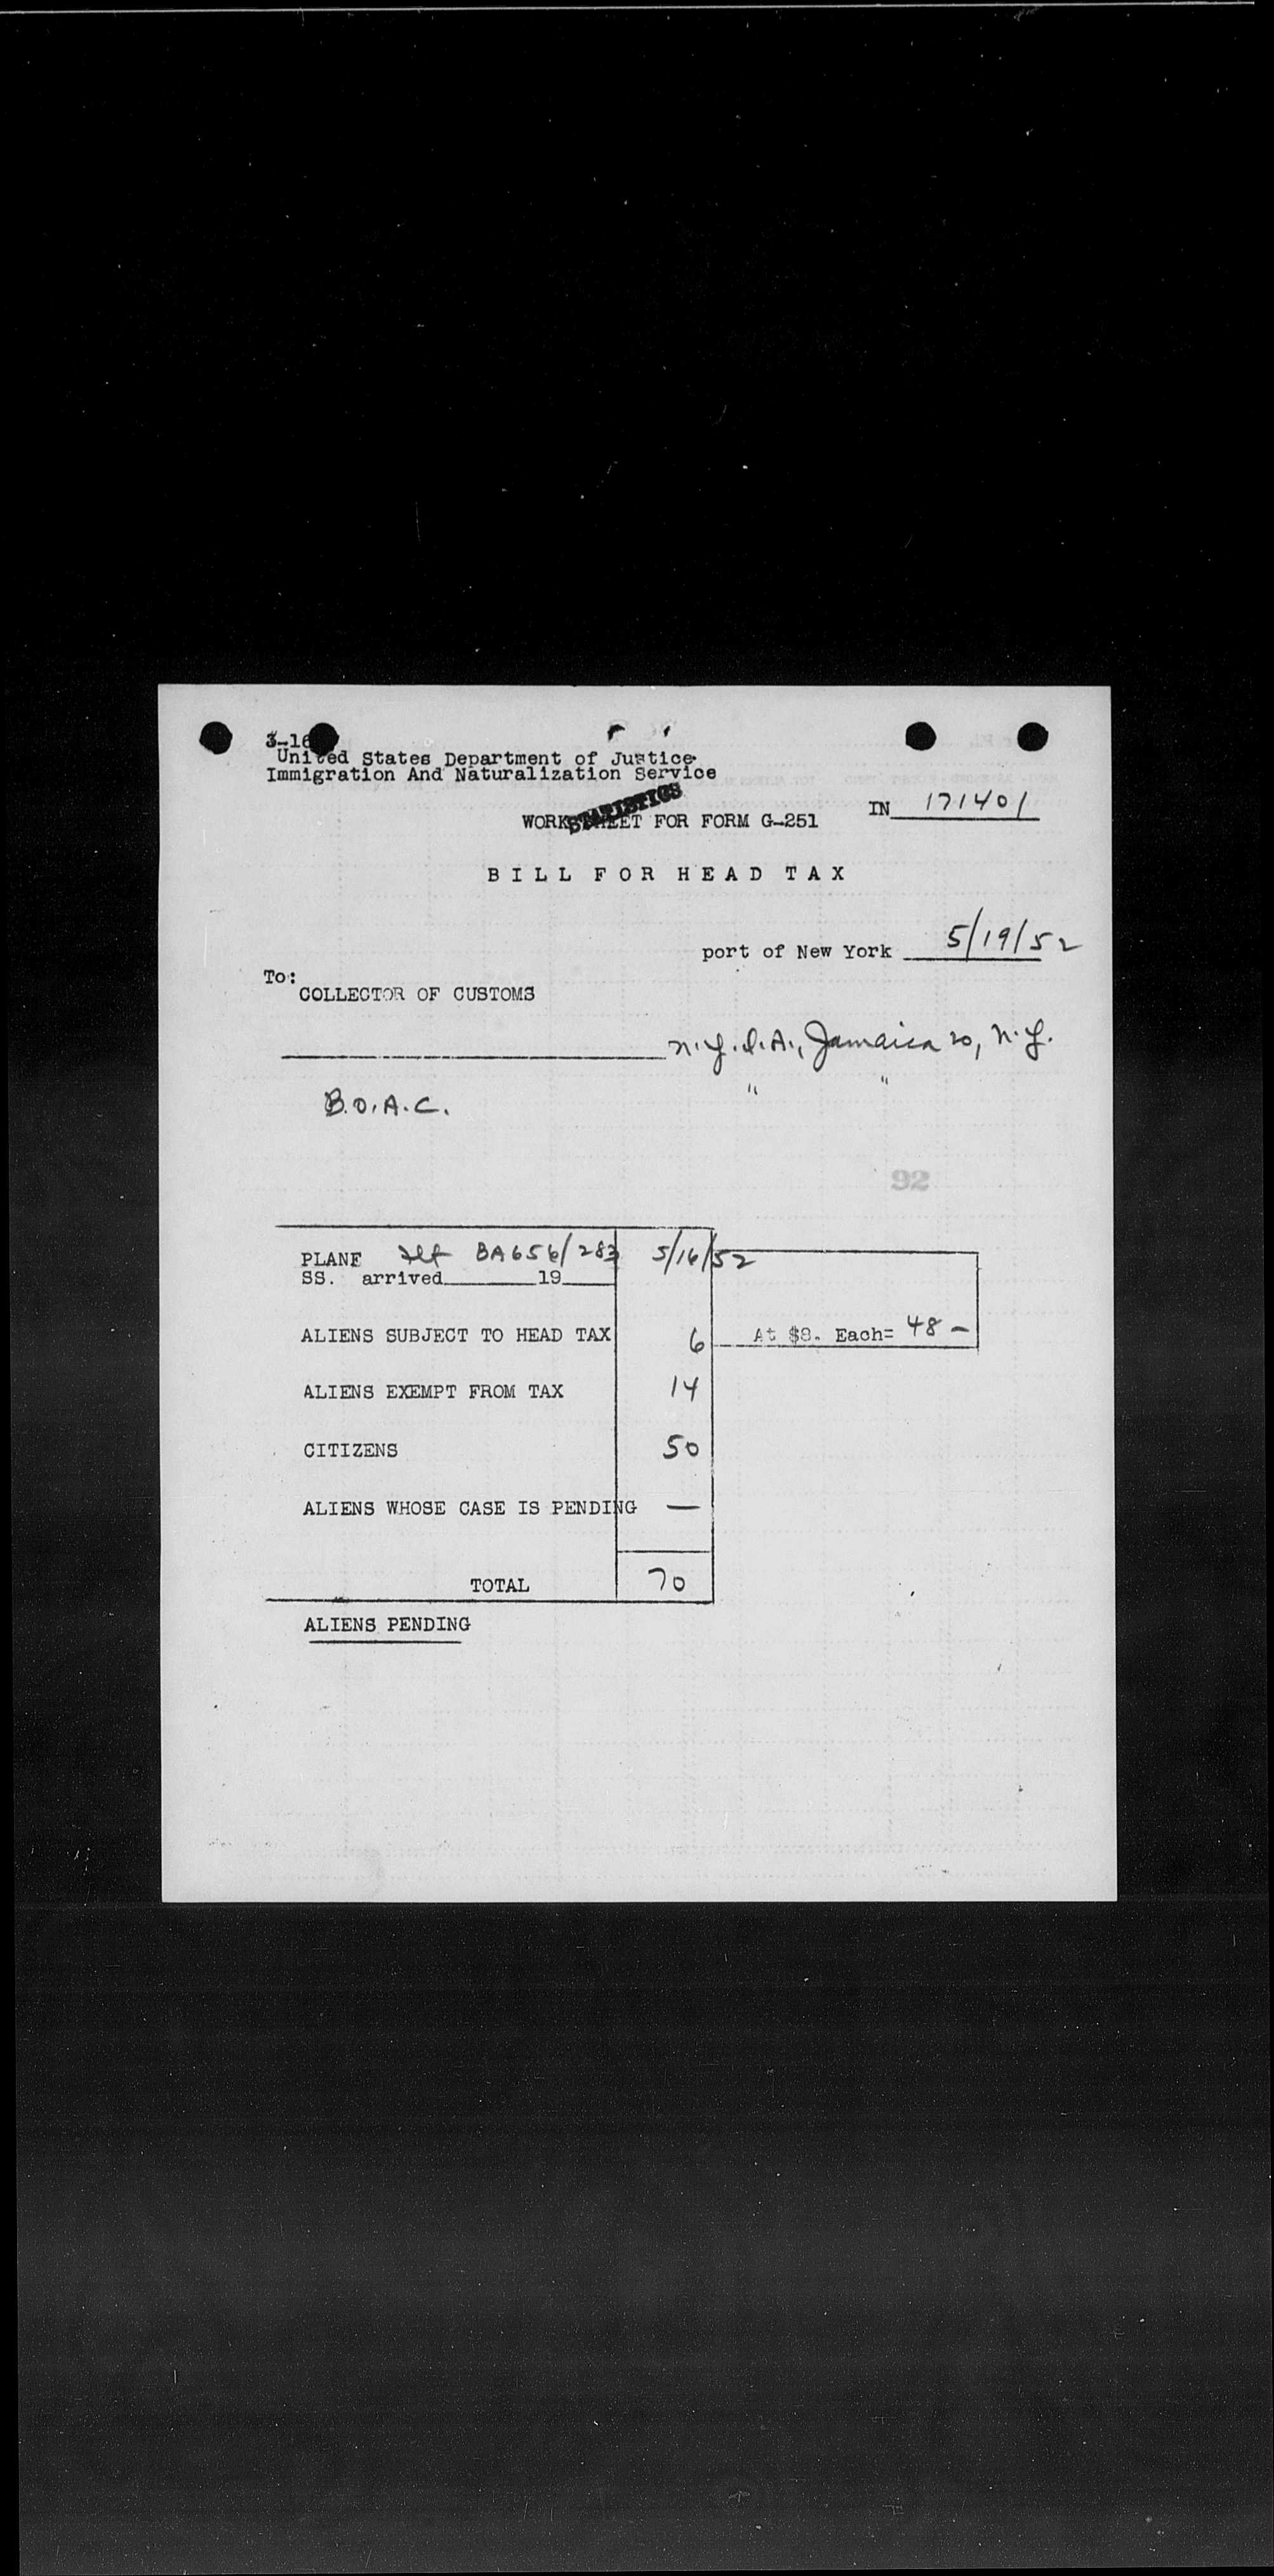 3-16
United States Department of Justice
Immigration And Naturalization Service
STATISTICS
WORKSHEET FOR FORM G-251
IN 171401
BILL FOR HEAD TAX
port of New York 5/19/52
To:
COLLECTOR OF CUSTOMS
N.Y.I.A., Jamaica 20, N.Y.
B.O.A.C. " "
92
PLANE BA656/283 5/16/52
SS. arrived 19
ALIENS SUBJECT TO HEAD TAX 6 At $8. Each= 48 -
ALIENS EXEMPT FROM TAX 14
CITIZENS 50
ALIENS WHOSE CASE IS PENDING —
TOTAL 70
ALIENS PENDING